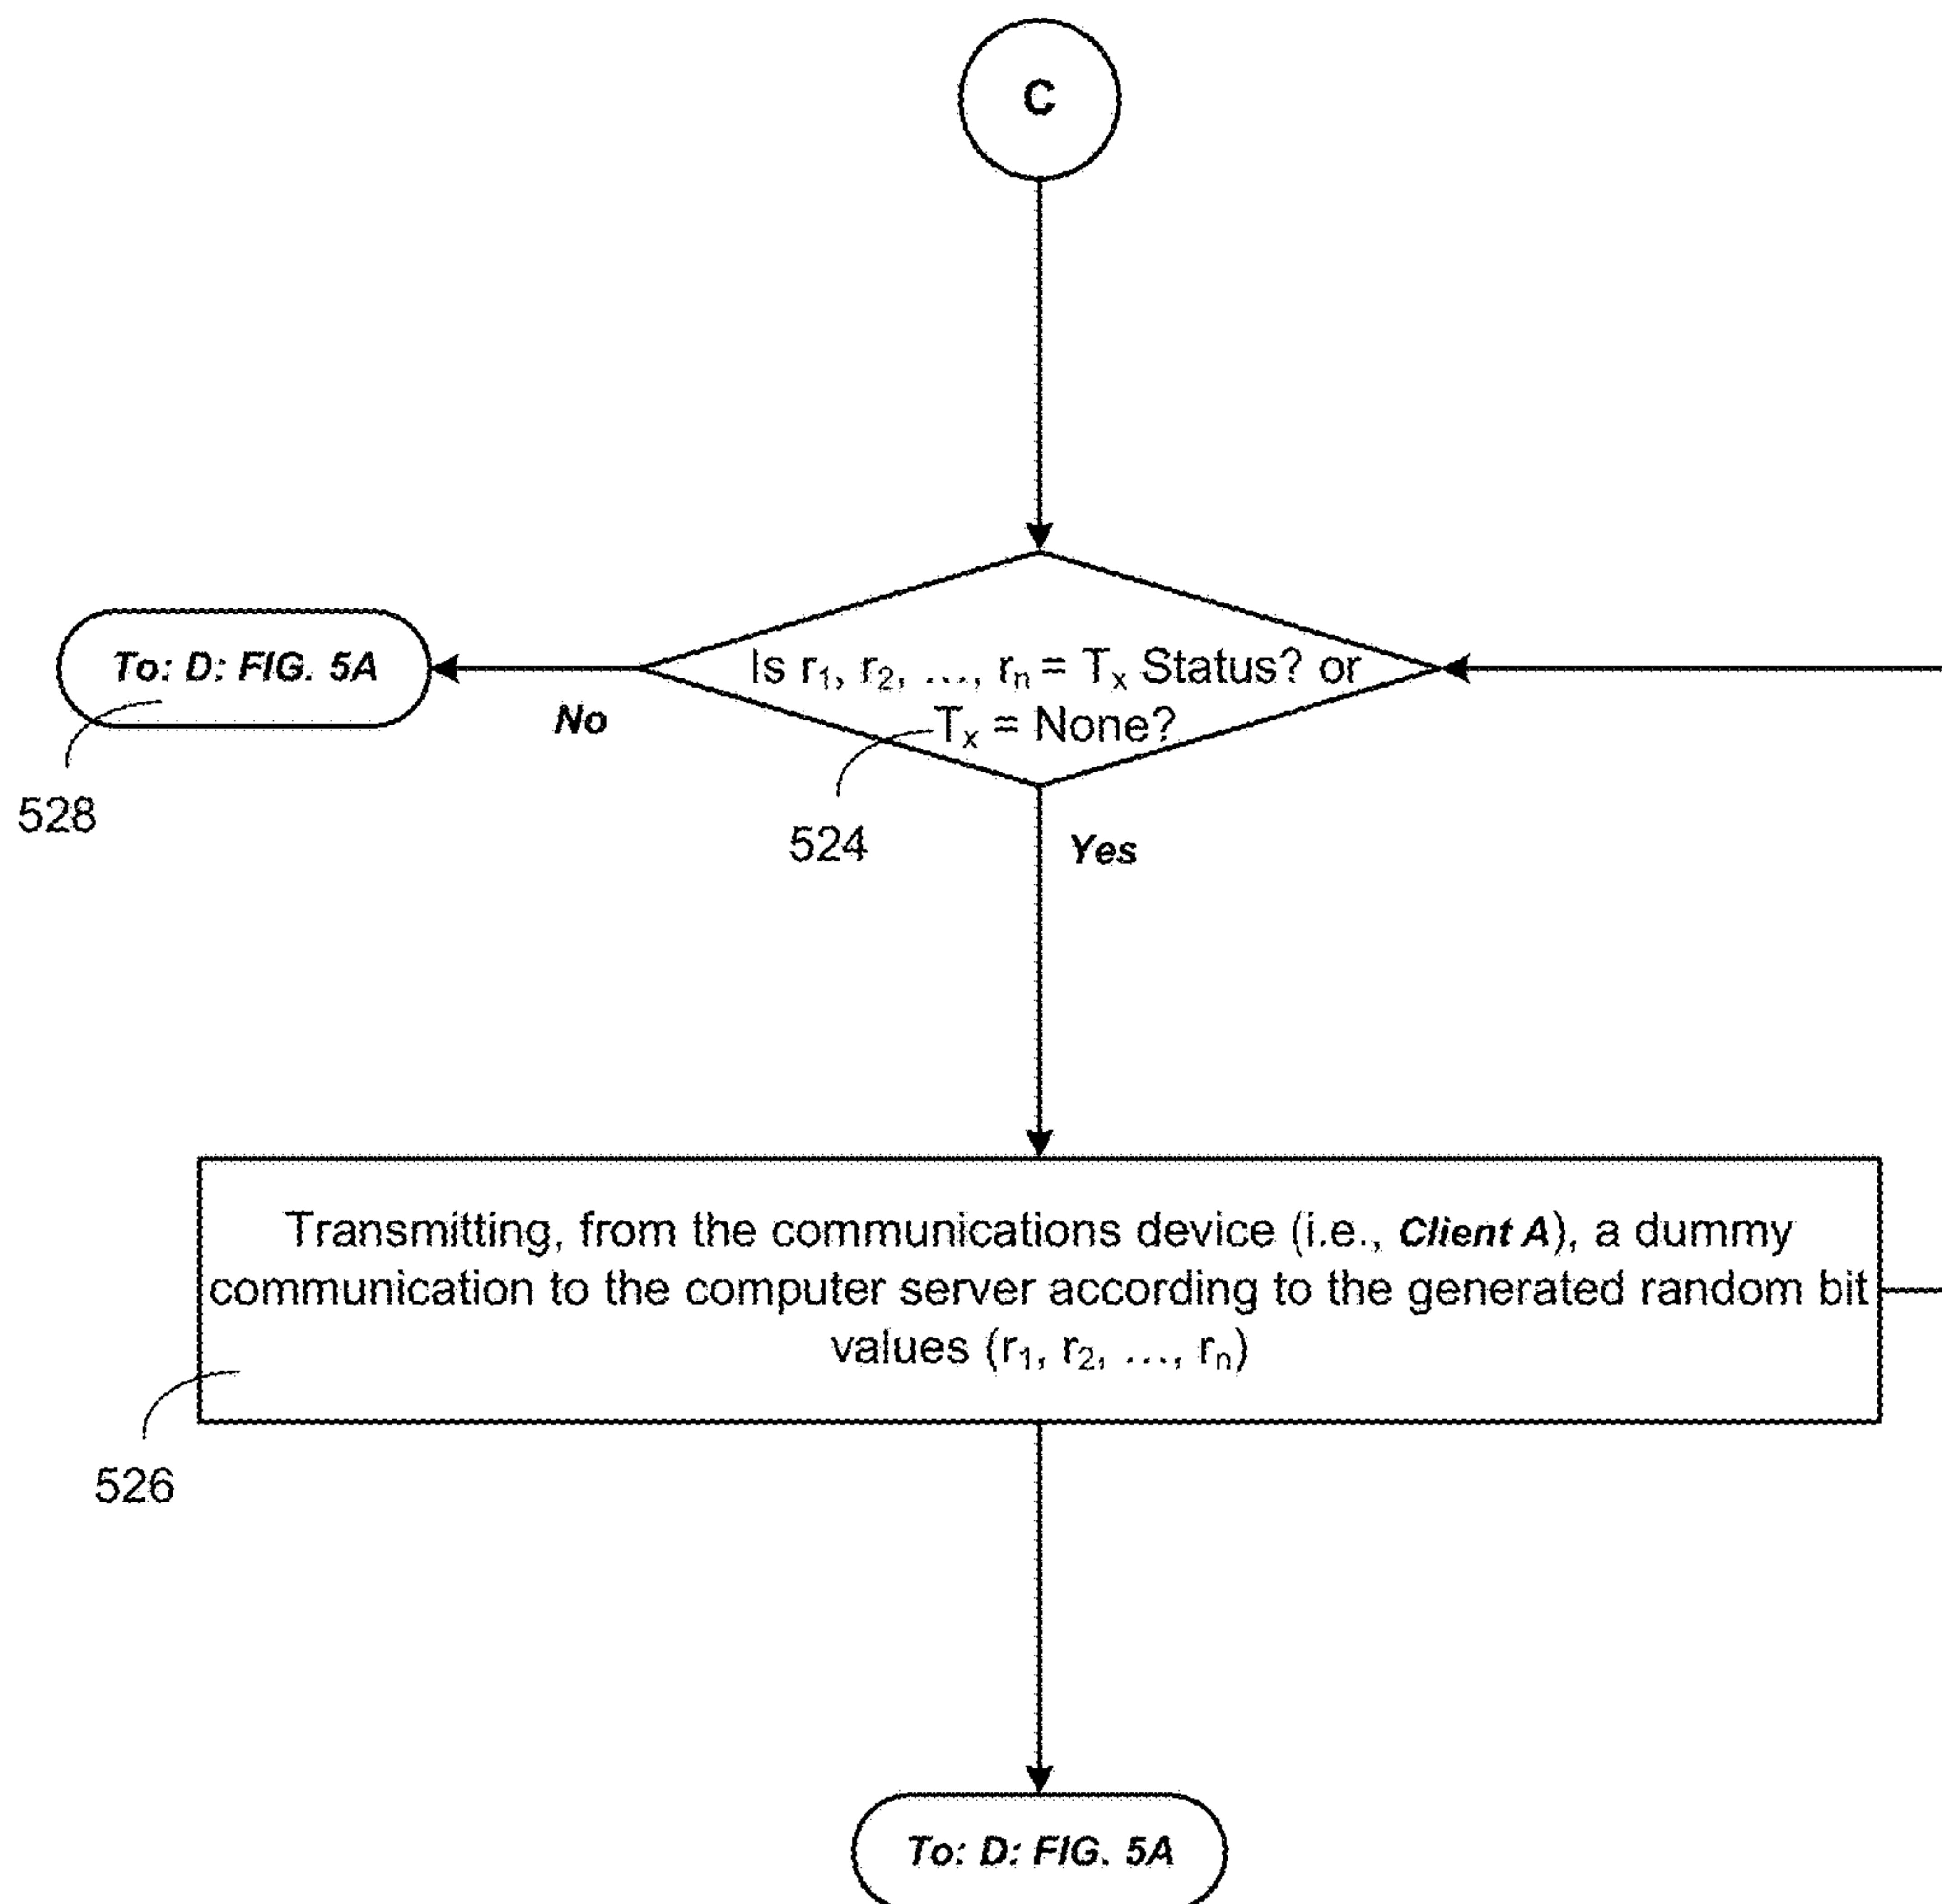 C
Is r₁, r₂, ..., rₙ = Tₓ Status? or
Tₓ = None?
To: D: FIG. 5A
No
528
524
Yes
Transmitting, from the communications device (i.e., Client A), a dummy
communication to the computer server according to the generated random bit
values (r₁, r₂, ..., rₙ)
526
To: D: FIG. 5A